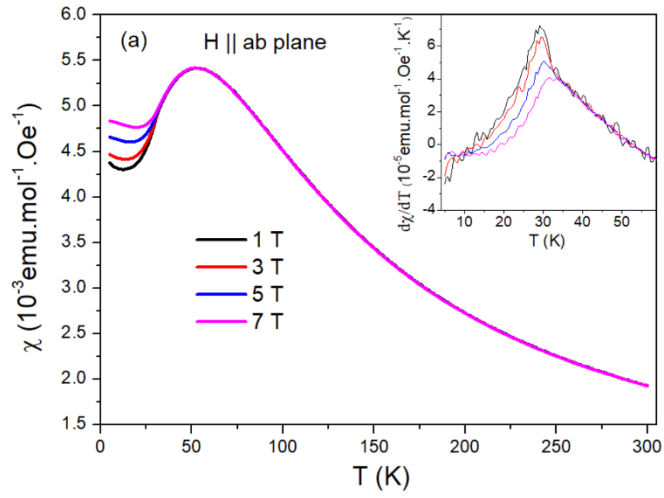 (a)
H || ab plane
1 T
3 T
5 T
7 T
χ (10⁻³emu.mol⁻¹.Oe⁻¹)
6.0
5.5
5.0
4.5
4.0
3.5
3.0
2.5
2.0
1.5
0 50 100 150 200 250 300
T (K)
dχ/dT (10⁻⁵emu.mol⁻¹.Oe⁻¹.K⁻¹)
8
6
4
2
0
-2
-4
10 20 30 40 50
T (K)